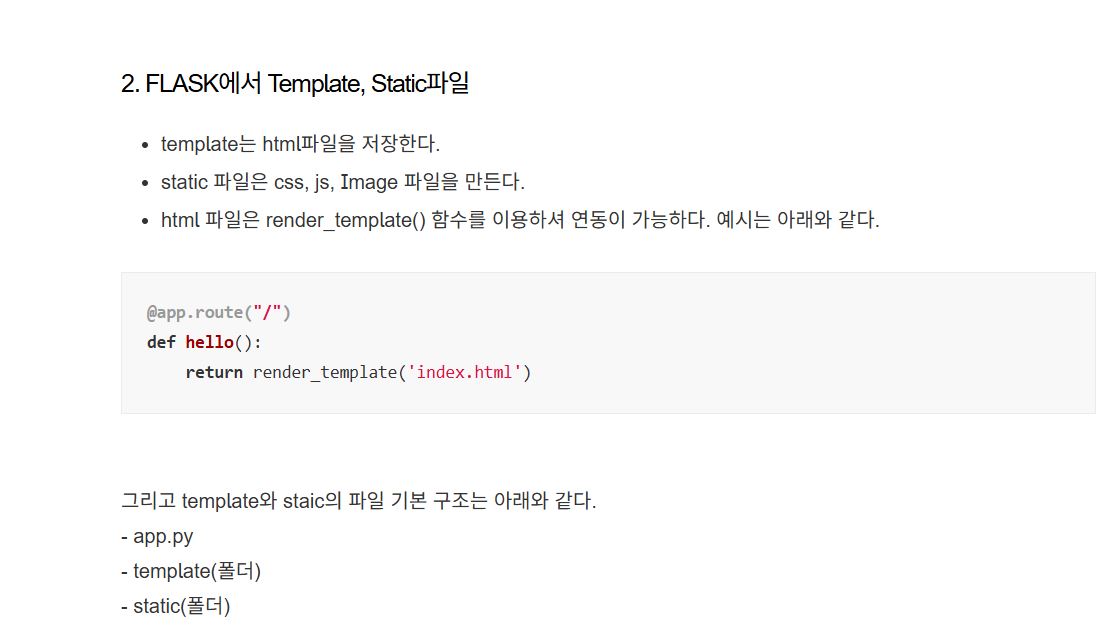 2. FLASK에서 Template, Static파일
• template는 html파일을 저장한다.
• static 파일은 css, js, Image 파일을 만든다.
• html 파일은 render_template() 함수를 이용하셔 연동이 가능하다. 예시는 아래와 같다.
@app.route("/")
def hello():
    return render_template('index.html')
그리고 template와 staic의 파일 기본 구조는 아래와 같다.
- app.py
- template(폴더)
- static(폴더)